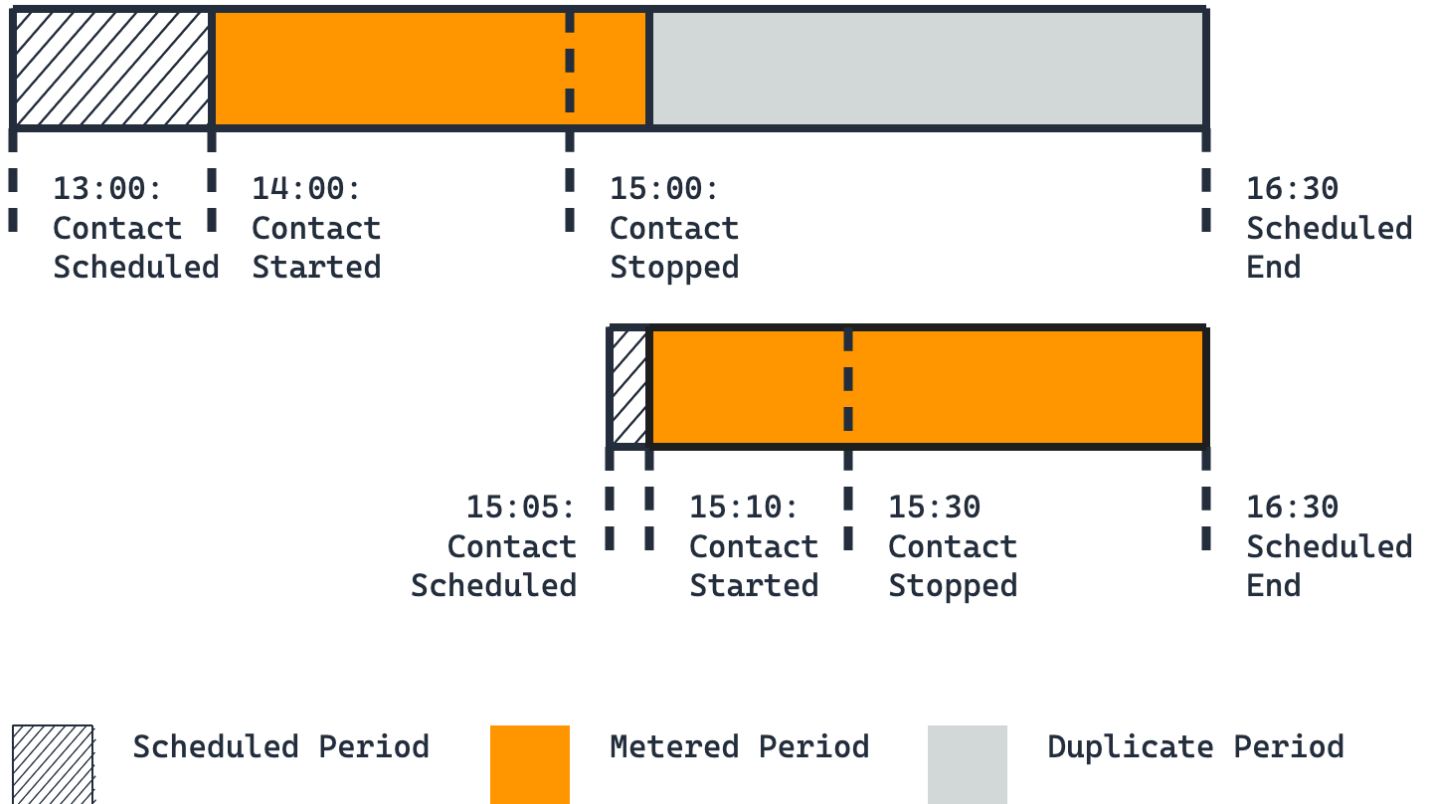 13:00:
Contact
Scheduled
14:00:
Contact
Started
15:00:
Contact
Stopped
16:30
Scheduled
End
15:05:
Contact
Scheduled
15:10:
Contact
Started
15:30
Contact
Stopped
16:30
Scheduled
End
Scheduled Period
Metered Period
Duplicate Period